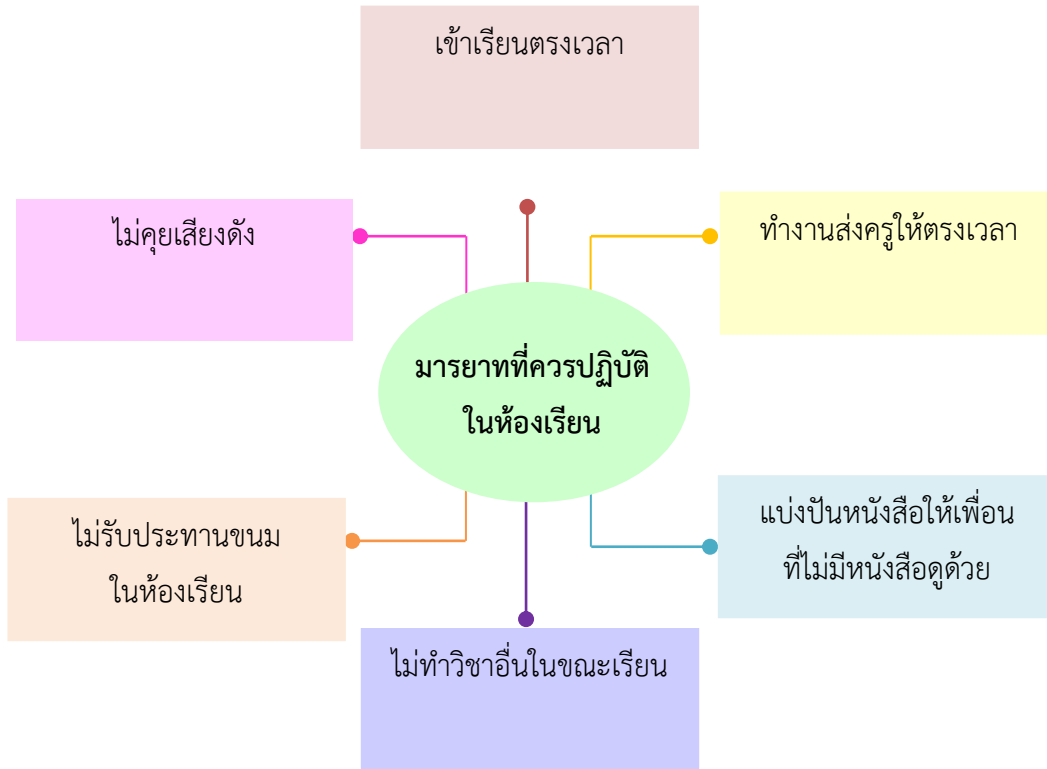 เข้าเรียนตรงเวลา
ไม่คุยเสียงดัง
ทำงานส่งครูให้ตรงเวลา
มารยาทที่ควรปฏิบัติ
ในห้องเรียน
ไม่รับประทานขนม
ในห้องเรียน
แบ่งปันหนังสือให้เพื่อน
ที่ไม่มีหนังสือดูด้วย
ไม่ทำวิชาอื่นในขณะเรียน